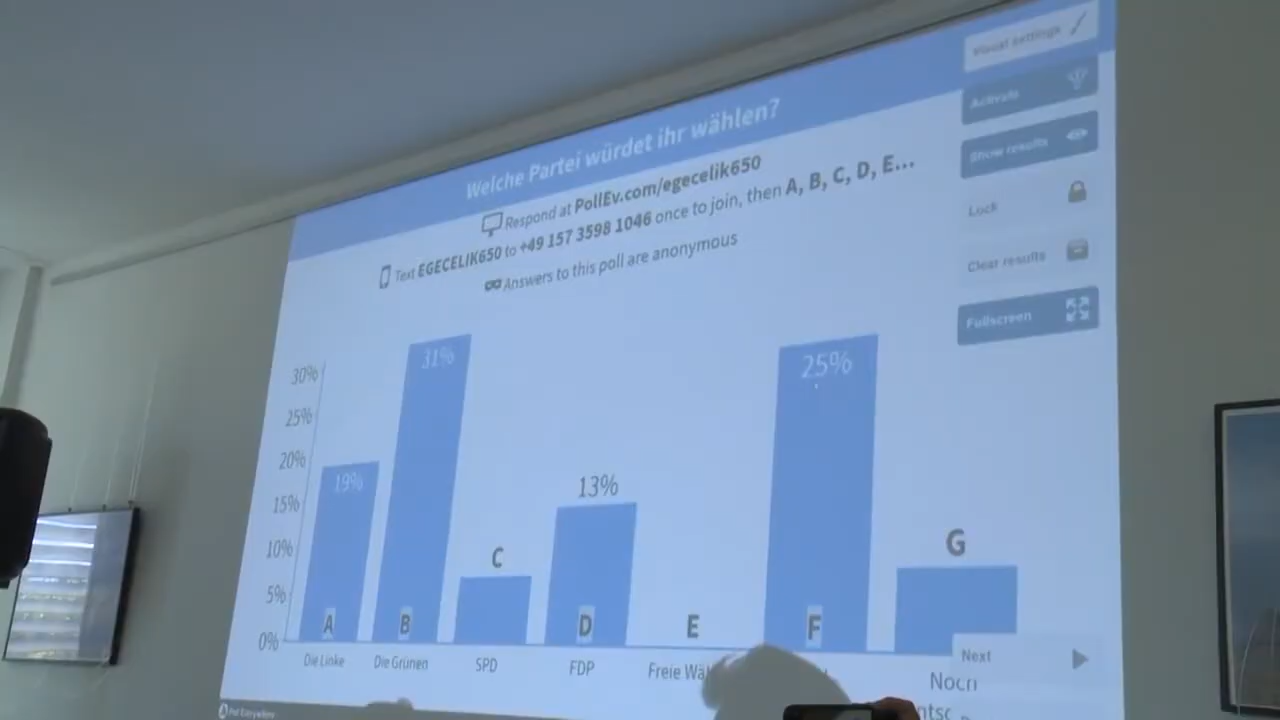 Visual settings
Welche Partei würdet ihr wählen?
Activate
Respond at PollEv.com/egecelik650
Show results
Text EGECELIK650 to +49 157 3598 1046 once to join, then A, B, C, D, E...
Lock
Answers to this poll are anonymous
Clear results
Fullscreen
30%
25%
20%
15%
10%
5%
0%
19%
31%
13%
25%
A
B
C
D
E
F
G
Die Linke
Die Grünen
SPD
FDP
Freie Wä
Noch
Next
ntsc
Poll Everywhere